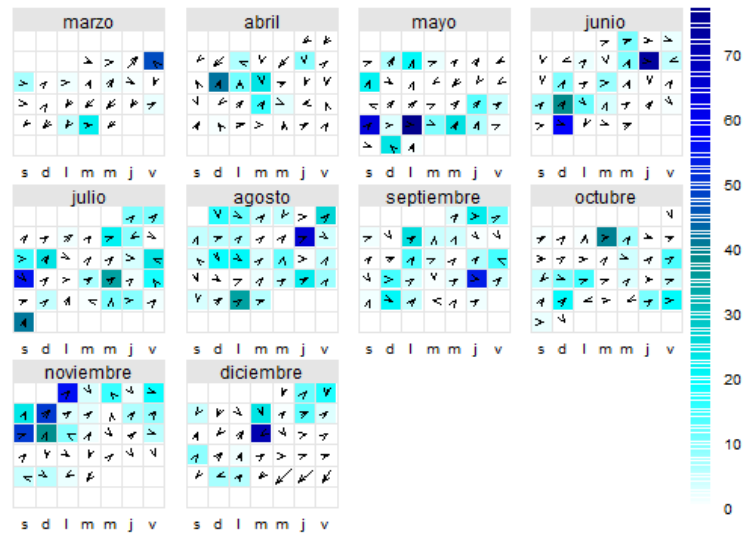 marzo abril mayo junio
s d l m m j v s d l m m j v s d l m m j v s d l m m j v
julio agosto septiembre octubre
s d l m m j v s d l m m j v s d l m m j v s d l m m j v
noviembre diciembre
s d l m m j v s d l m m j v
70
60
50
40
30
20
10
0